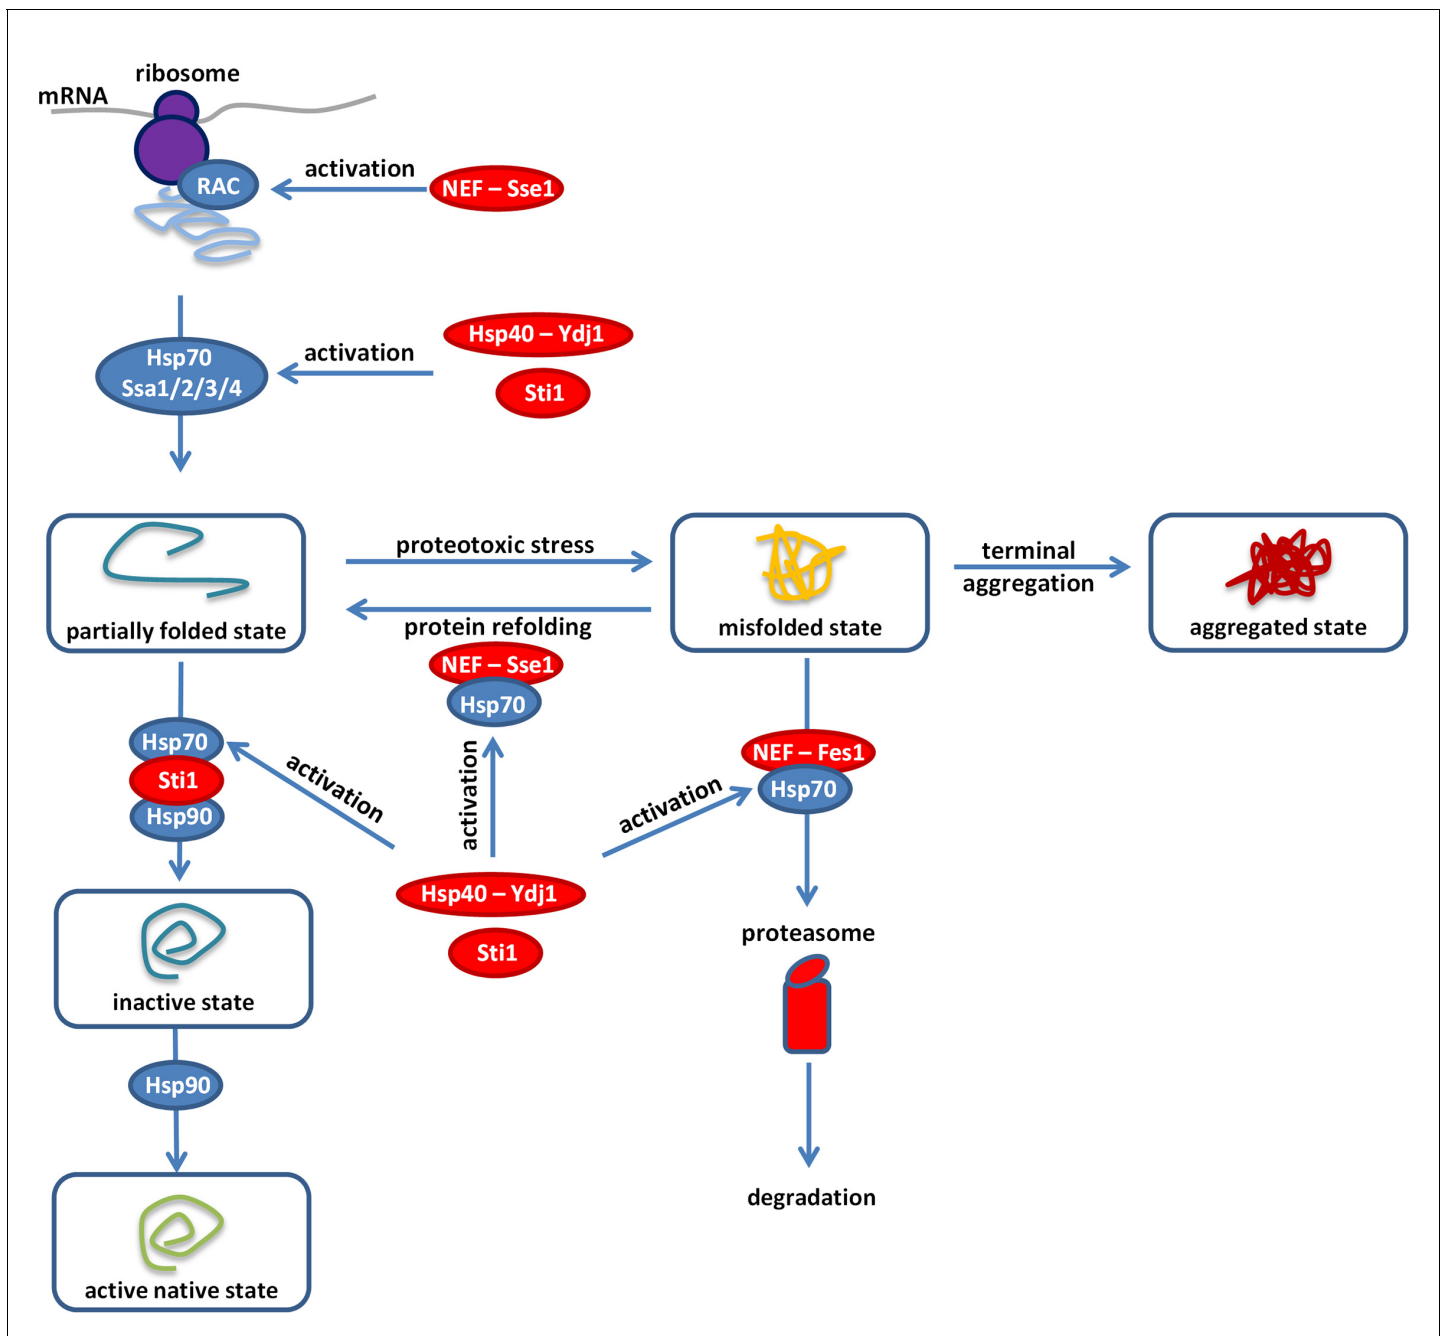 ribosome
mRNA
RAC
activation
NEF – Sse1
Hsp70
Ssa1/2/3/4
activation
Hsp40 – Ydj1
Sti1
partially folded state
proteotoxic stress
protein refolding
NEF – Sse1
Hsp70
misfolded state
terminal
aggregation
aggregated state
Hsp70
Sti1
Hsp90
activation
activation
activation
NEF – Fes1
Hsp70
Hsp40 – Ydj1
Sti1
proteasome
inactive state
Hsp90
degradation
active native state